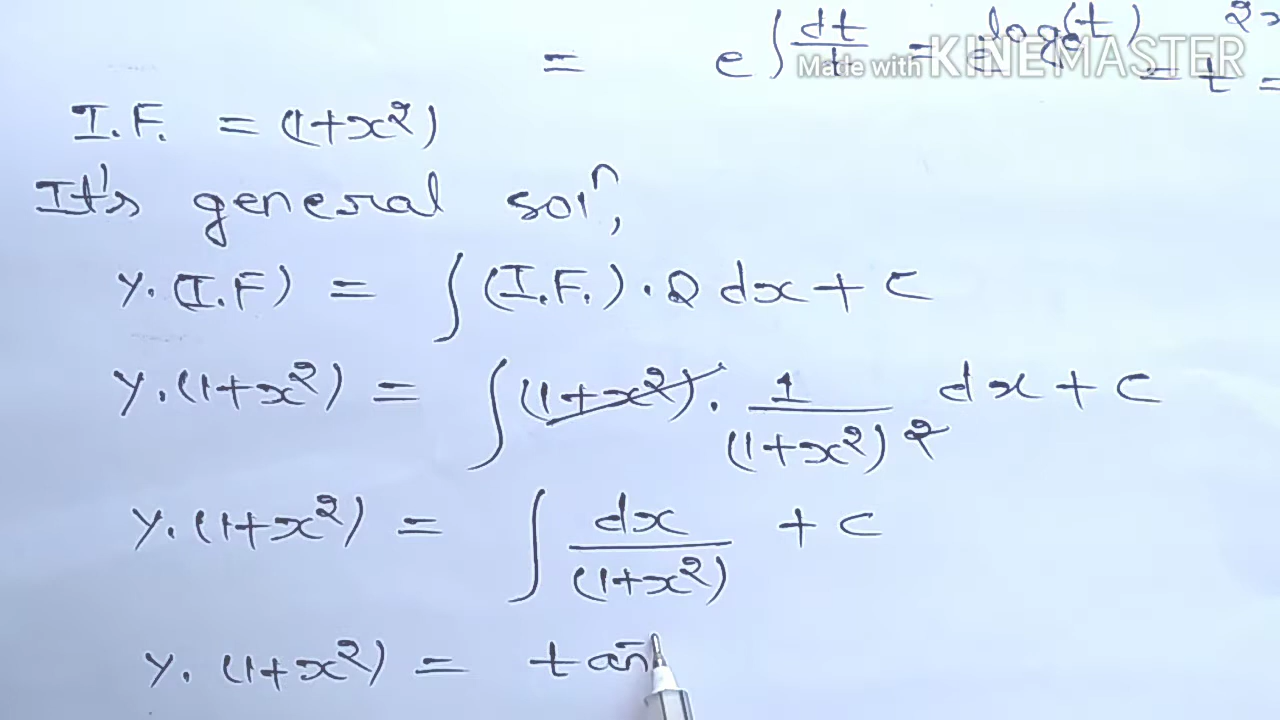 = e∫dt/t = e^logₑ(t) = t =
Made with KINEMASTER
I.F. = (1+x²)
It's general solⁿ,
y.(I.F) = ∫(I.F.).Q dx + c
y.(1+x²) = ∫(1+x²).1/(1+x²)² dx + c
y.(1+x²) = ∫dx/(1+x²) + c
y.(1+x²) = tan⁻